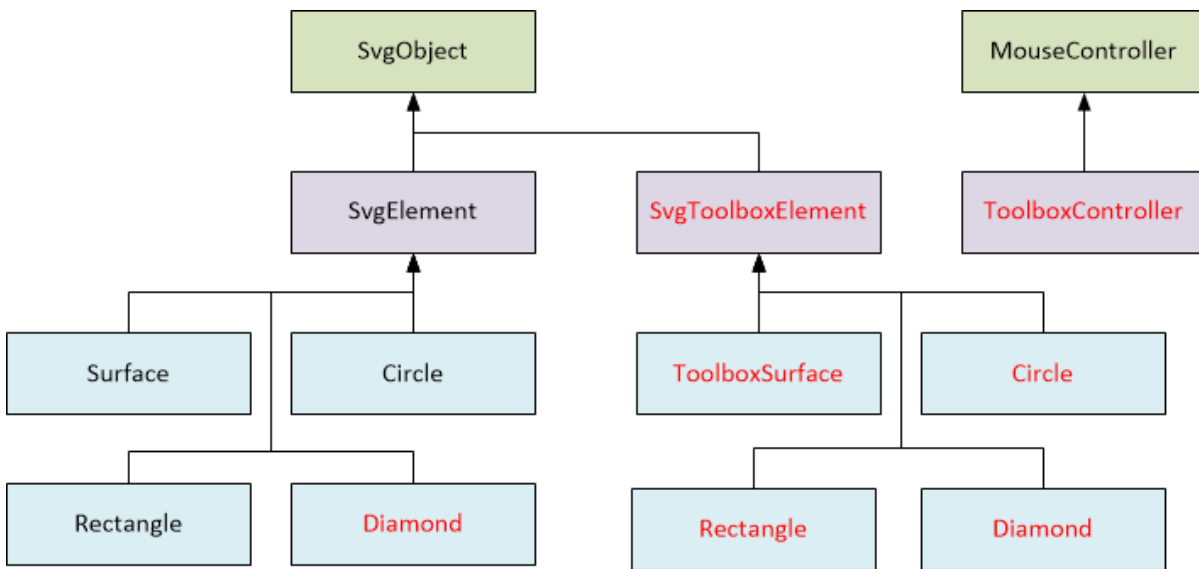 SvgObject
MouseController
SvgElement
SvgToolboxElement
ToolboxController
Surface
Circle
ToolboxSurface
Circle
Rectangle
Diamond
Rectangle
Diamond